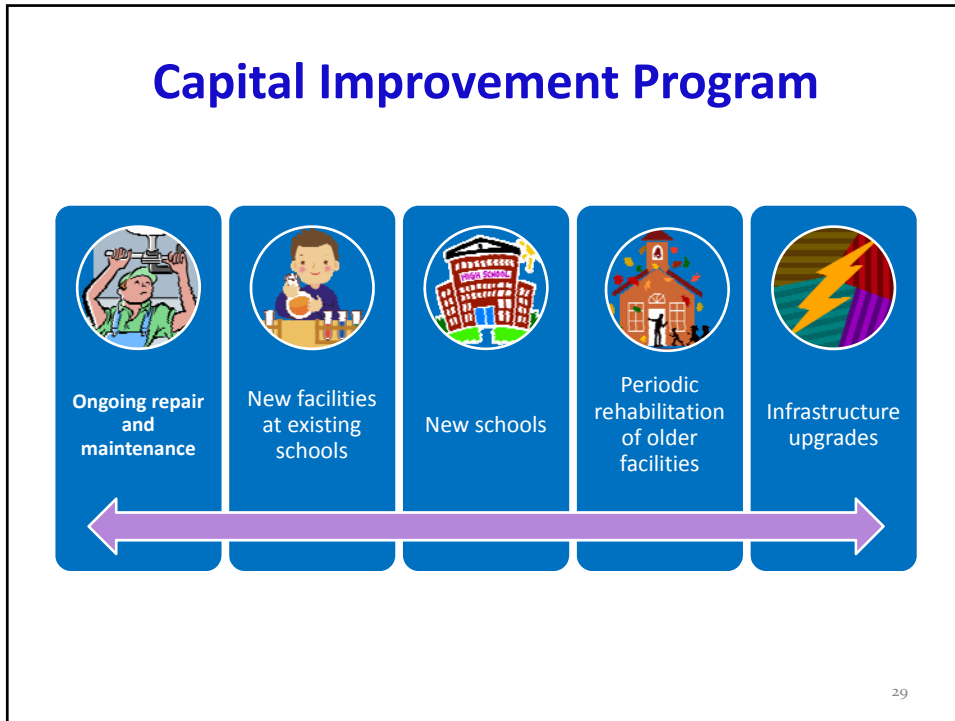 Capital Improvement Program
HIGH SCHOOL
Ongoing repair
and
maintenance
New facilities
at existing
schools
New schools
Periodic
rehabilitation
of older
facilities
Infrastructure
upgrades
29